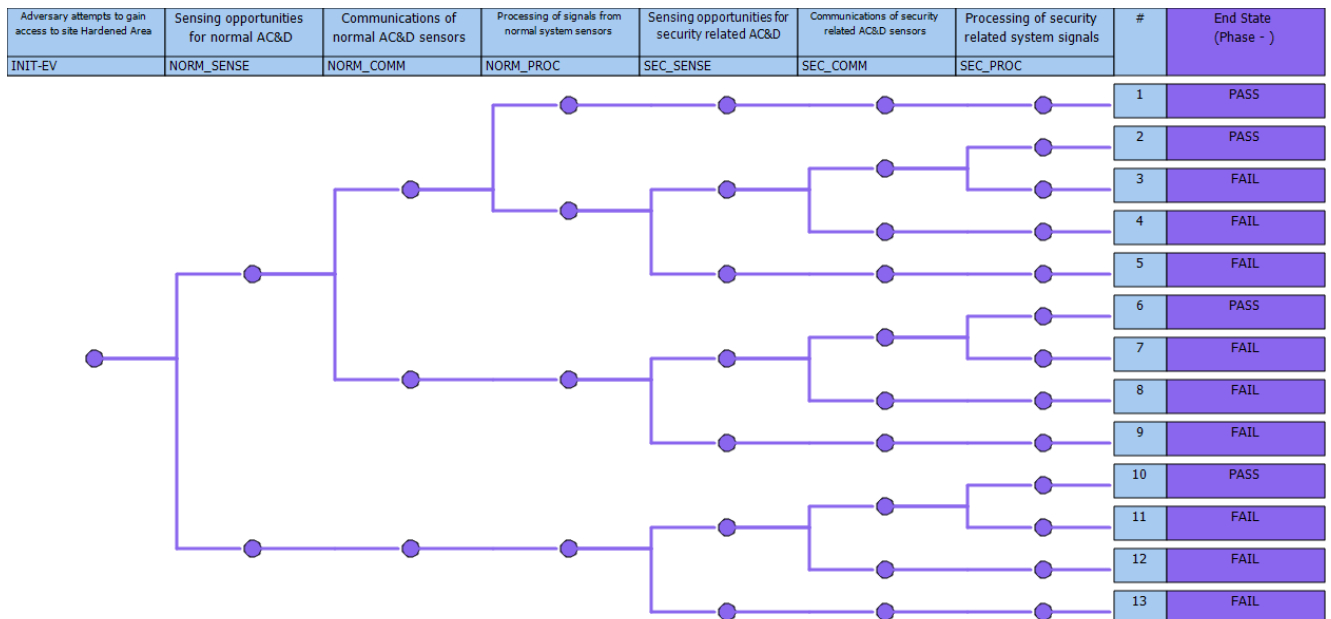 Adversary attempts to gain
access to site Hardened Area
Sensing opportunities
for normal AC&D
Communications of
normal AC&D sensors
Processing of signals from
normal system sensors
Sensing opportunities for
security related AC&D
Communications of security
related AC&D sensors
Processing of security
related system signals
#
End State
(Phase - )
INIT-EV
NORM_SENSE
NORM_COMM
NORM_PROC
SEC_SENSE
SEC_COMM
SEC_PROC
1 PASS
2 PASS
3 FAIL
4 FAIL
5 FAIL
6 PASS
7 FAIL
8 FAIL
9 FAIL
10 PASS
11 FAIL
12 FAIL
13 FAIL